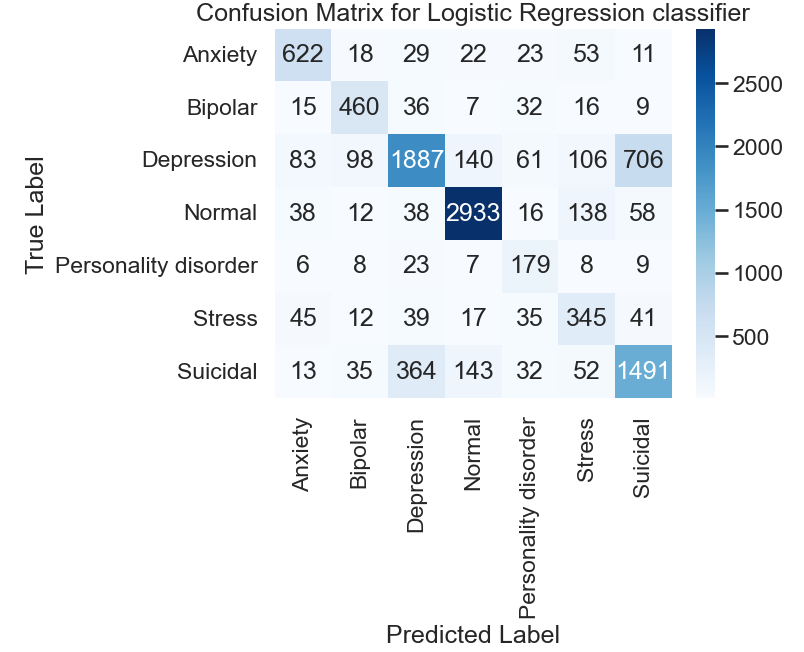 Confusion Matrix for Logistic Regression classifier
True Label
Anxiety 622 18 29 22 23 53 11
Bipolar 15 460 36 7 32 16 9
Depression 83 98 1887 140 61 106 706
Normal 38 12 38 2933 16 138 58
Personality disorder 6 8 23 7 179 8 9
Stress 45 12 39 17 35 345 41
Suicidal 13 35 364 143 32 52 1491
Anxiety
Bipolar
Depression
Normal
Personality disorder
Stress
Suicidal
Predicted Label
2500
2000
1500
1000
500